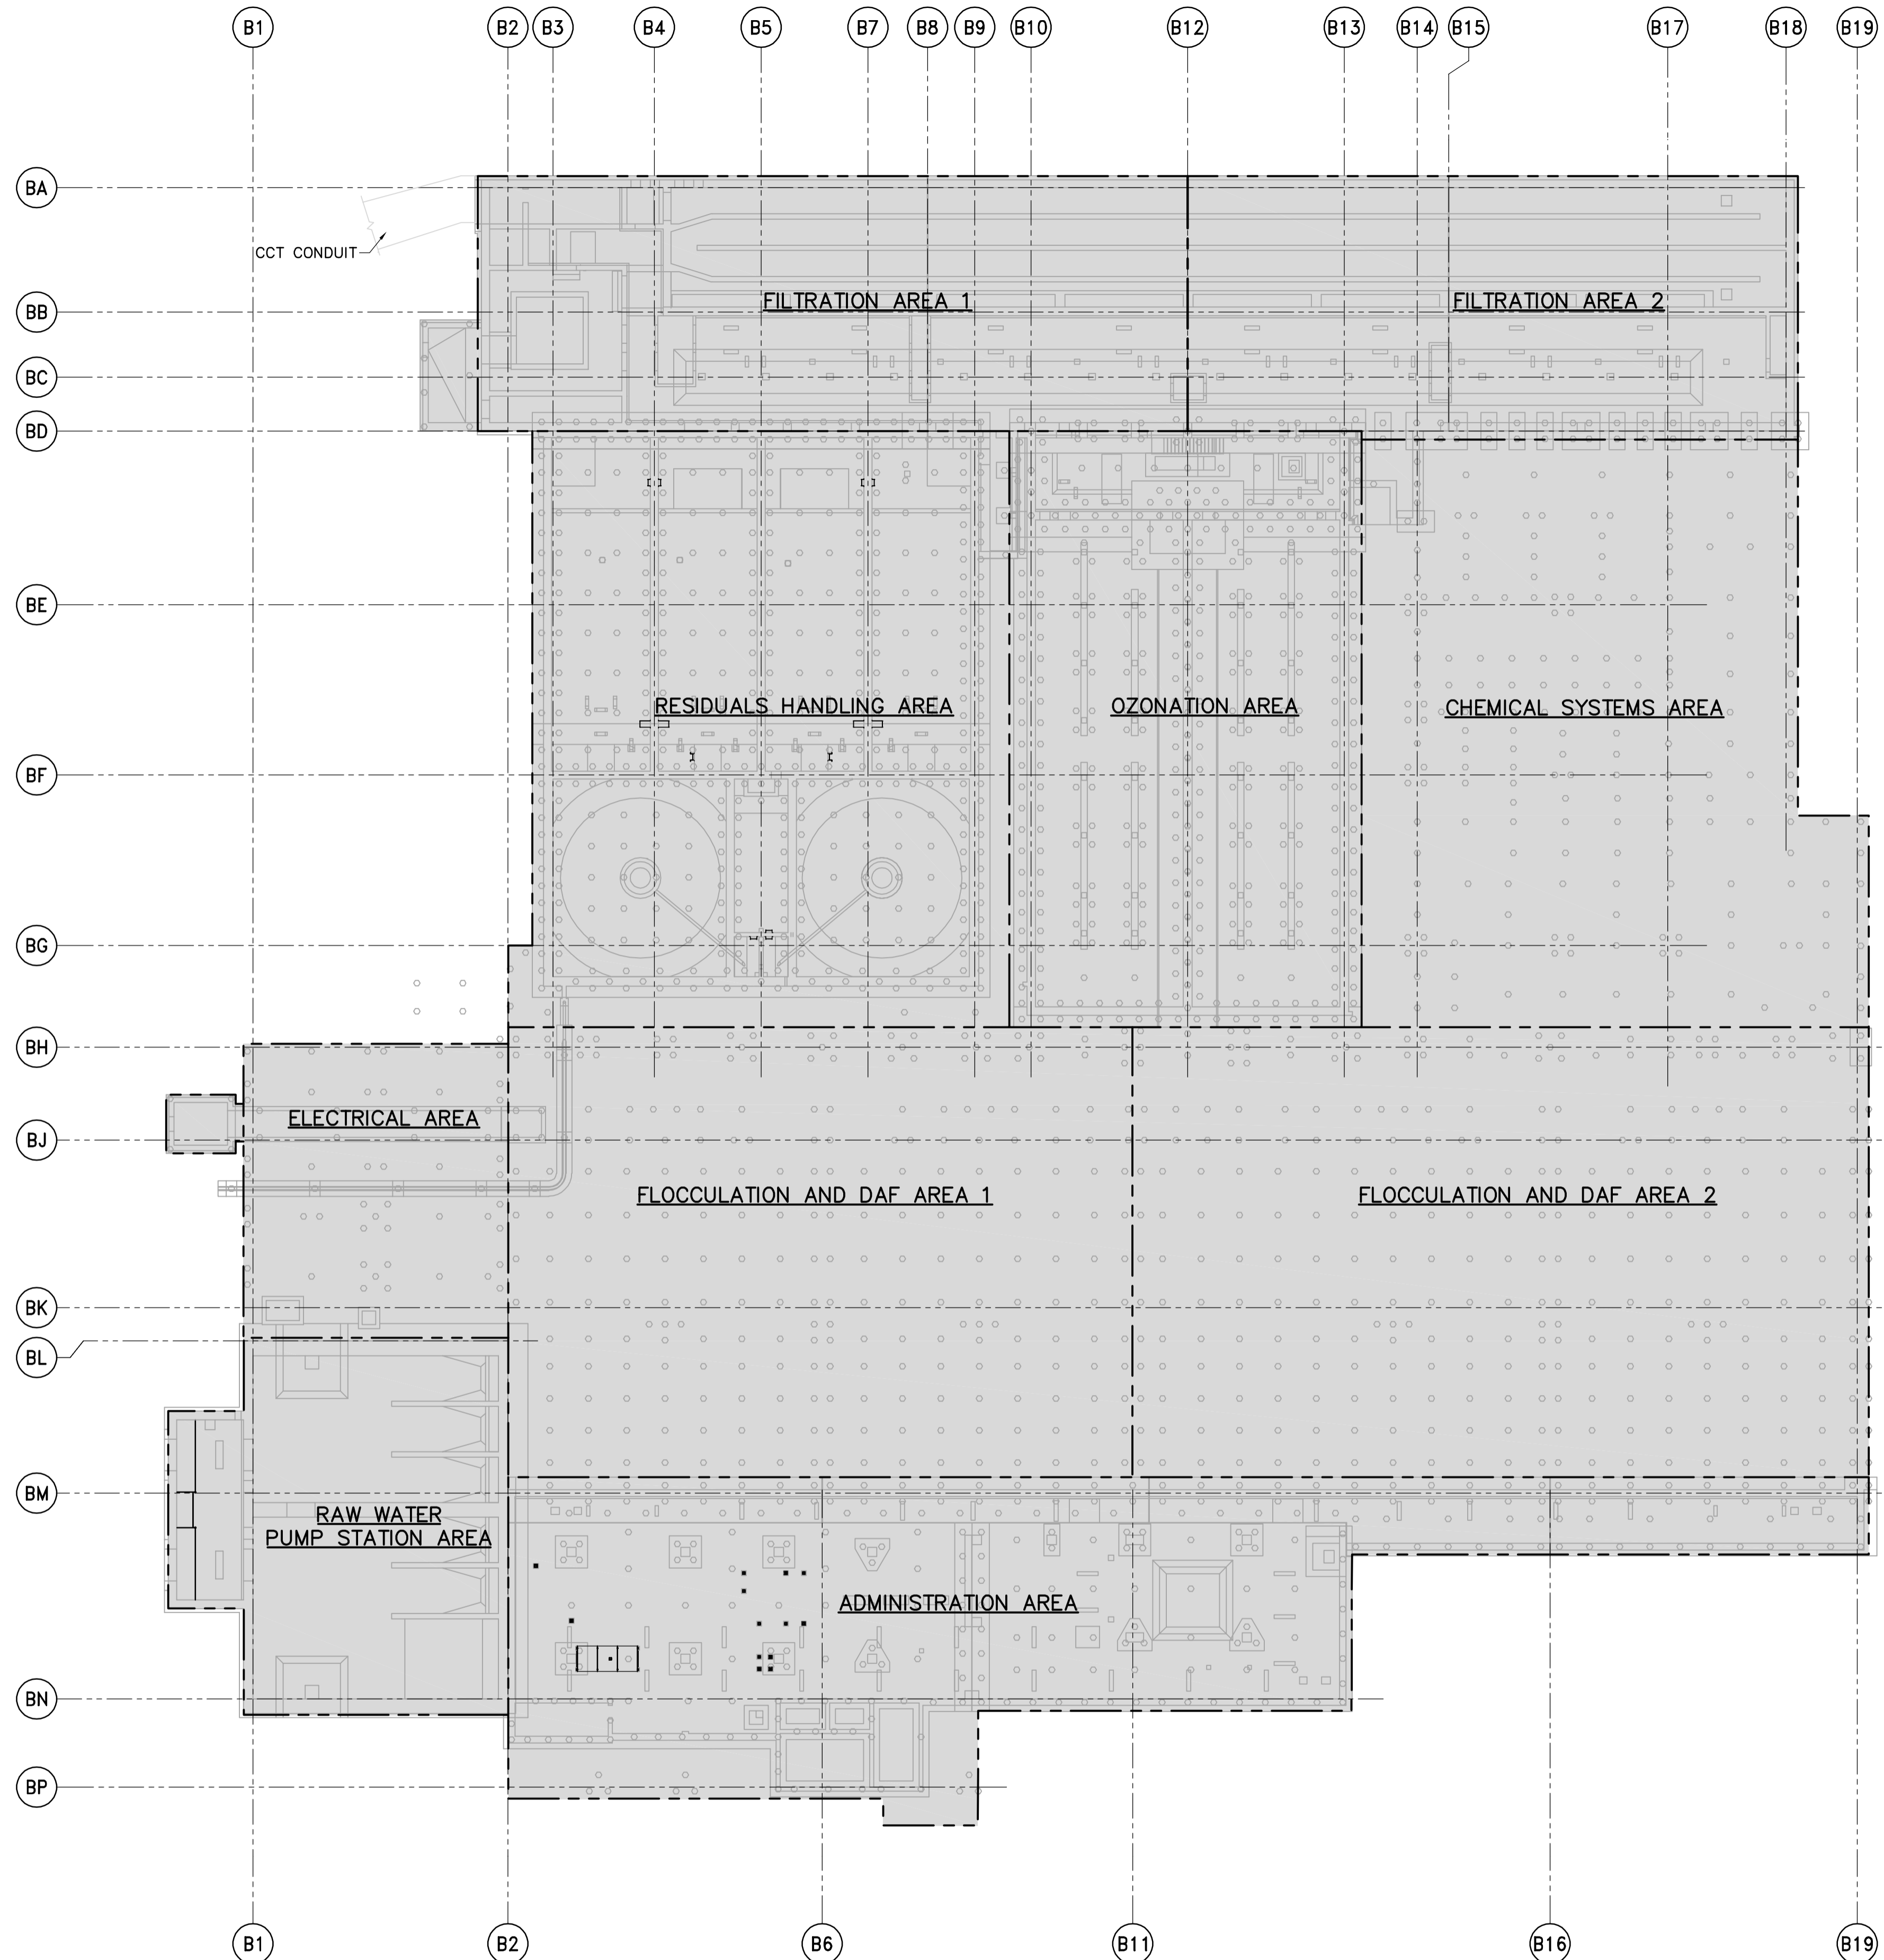 B1 B2 B3 B4 B5 B7 B8 B9 B10 B12 B13 B14 B15 B17 B18 B19
BA
CCT CONDUIT
FILTRATION AREA 1
FILTRATION AREA 2
BB
BC
BD
BE
RESIDUALS HANDLING AREA
OZONATION AREA
CHEMICAL SYSTEMS AREA
BF
BG
BH
ELECTRICAL AREA
BJ
FLOCCULATION AND DAF AREA 1
FLOCCULATION AND DAF AREA 2
BK
BL
BM
RAW WATER
PUMP STATION AREA
ADMINISTRATION AREA
BN
BP
B1 B2 B6 B11 B16 B19